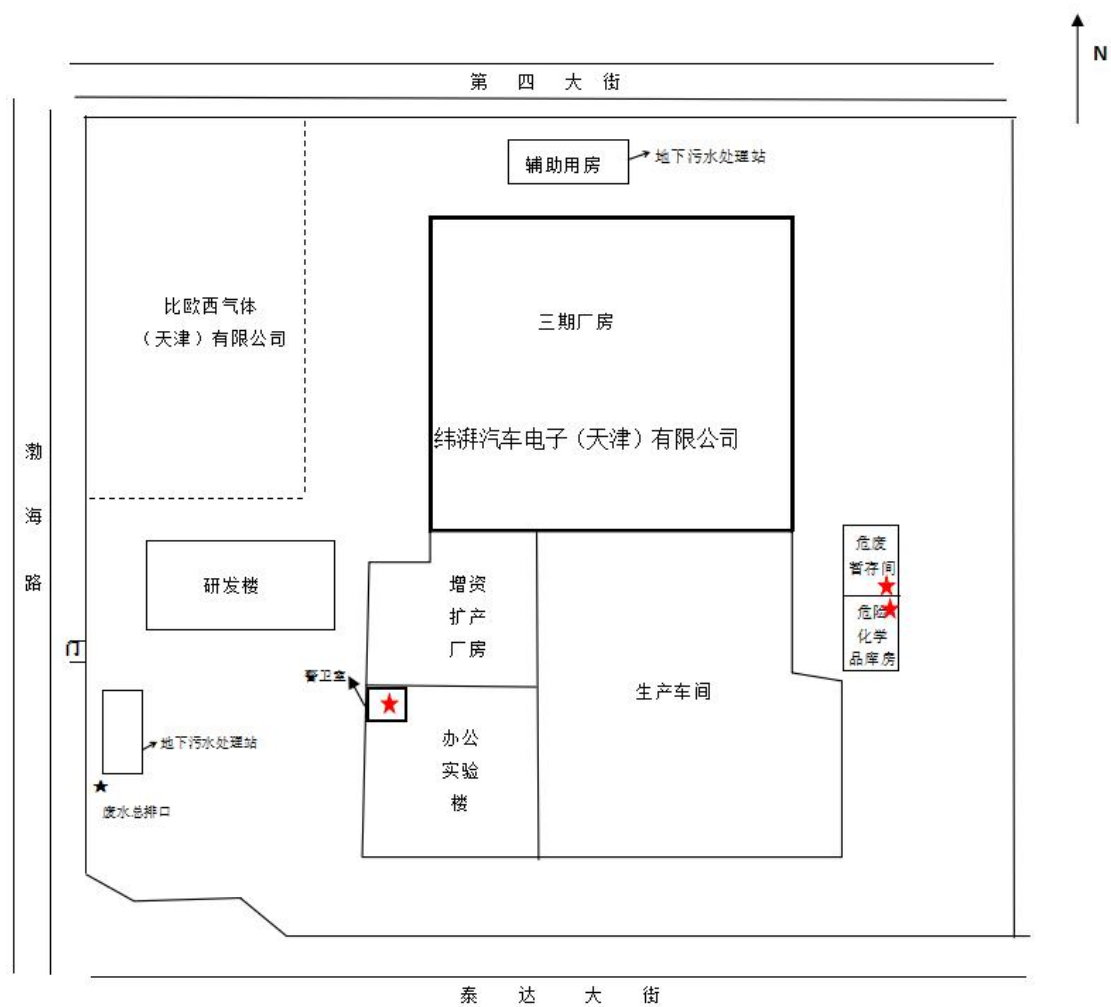 N
第四大街
辅助用房
地下污水处理站
比欧西气体
（天津）有限公司
三期厂房
纬湃汽车电子（天津）有限公司
渤海路
研发楼
增资
扩产
厂房
危废
暂存间
危险
化学
品库房
警卫室
生产车间
办公
实验
楼
地下污水处理站
废水总排口
泰达大街